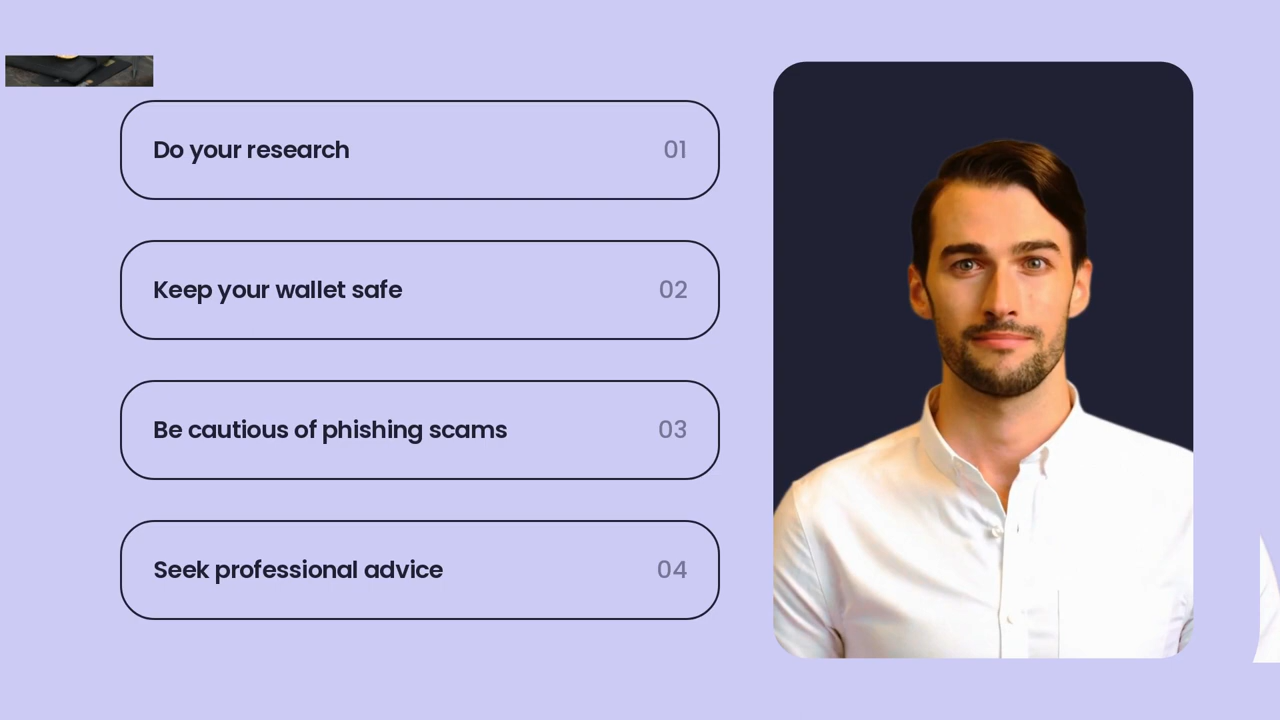 Do your research 01
Keep your wallet safe 02
Be cautious of phishing scams 03
Seek professional advice 04